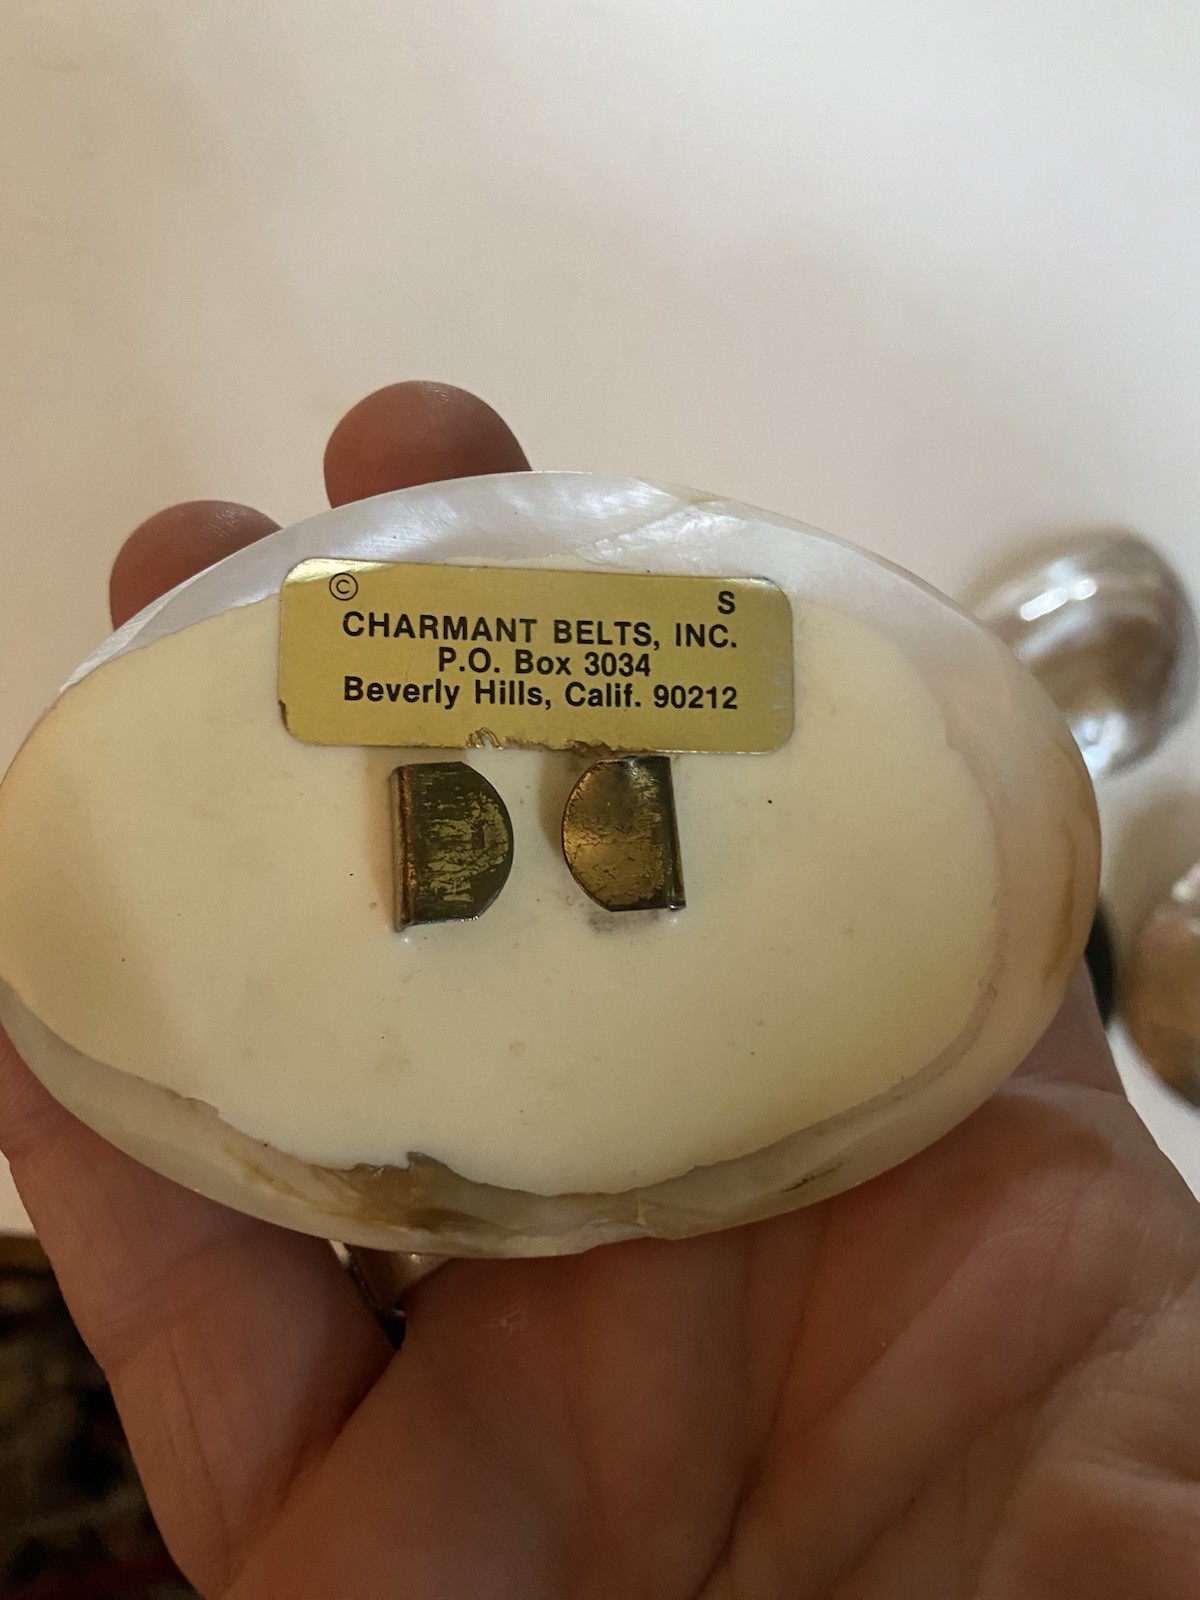 ©
S
CHARMANT BELTS, INC.
P.O. Box 3034
Beverly Hills, Calif. 90212